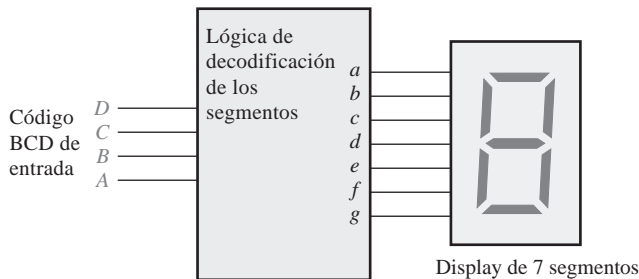 Lógica de
decodificación
de los
segmentos
Código
BCD de
entrada
D
C
B
A
a
b
c
d
e
f
g
Display de 7 segmentos